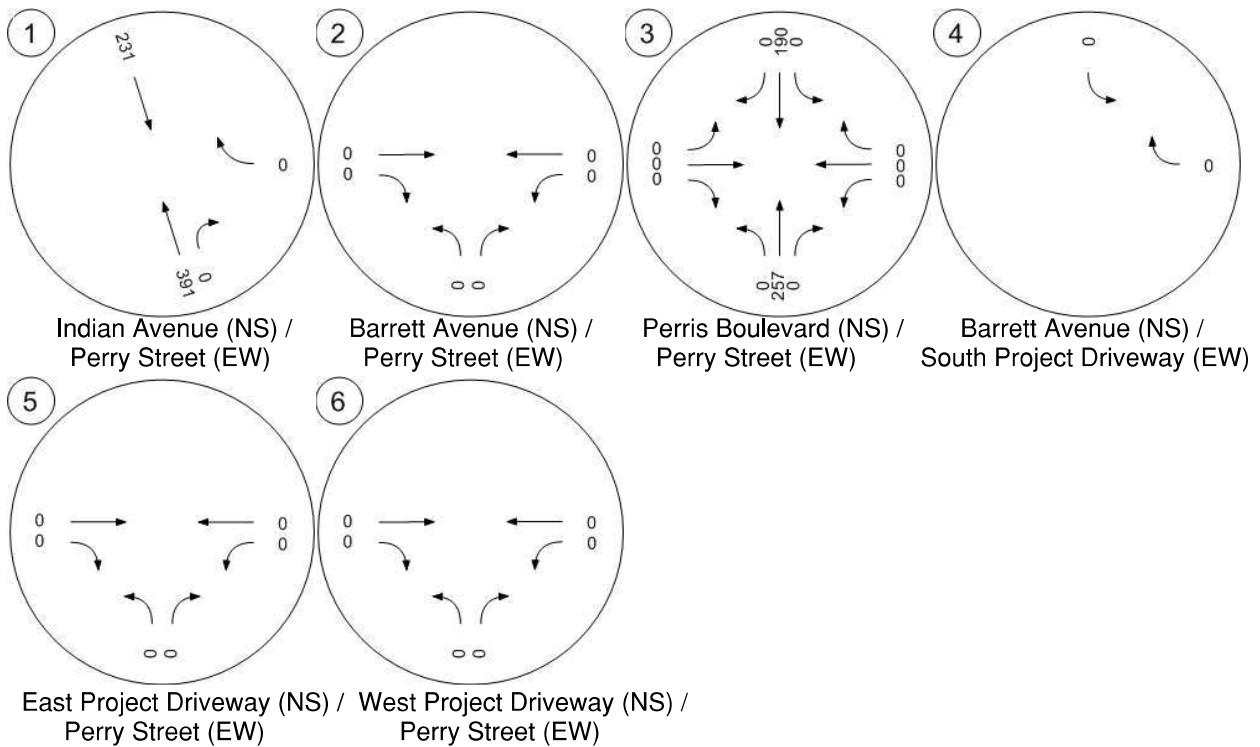 1
231
0
391
0
Indian Avenue (NS) /
Perry Street (EW)
2
0
0
0
0
0 0
Barrett Avenue (NS) /
Perry Street (EW)
3
0 190 0
0
0
0
0
0
0
0 257 0
Perris Boulevard (NS) /
Perry Street (EW)
4
0
0
Barrett Avenue (NS) /
South Project Driveway (EW)
5
0
0
0
0
0 0
East Project Driveway (NS) /
Perry Street (EW)
6
0
0
0
0
0 0
West Project Driveway (NS) /
Perry Street (EW)